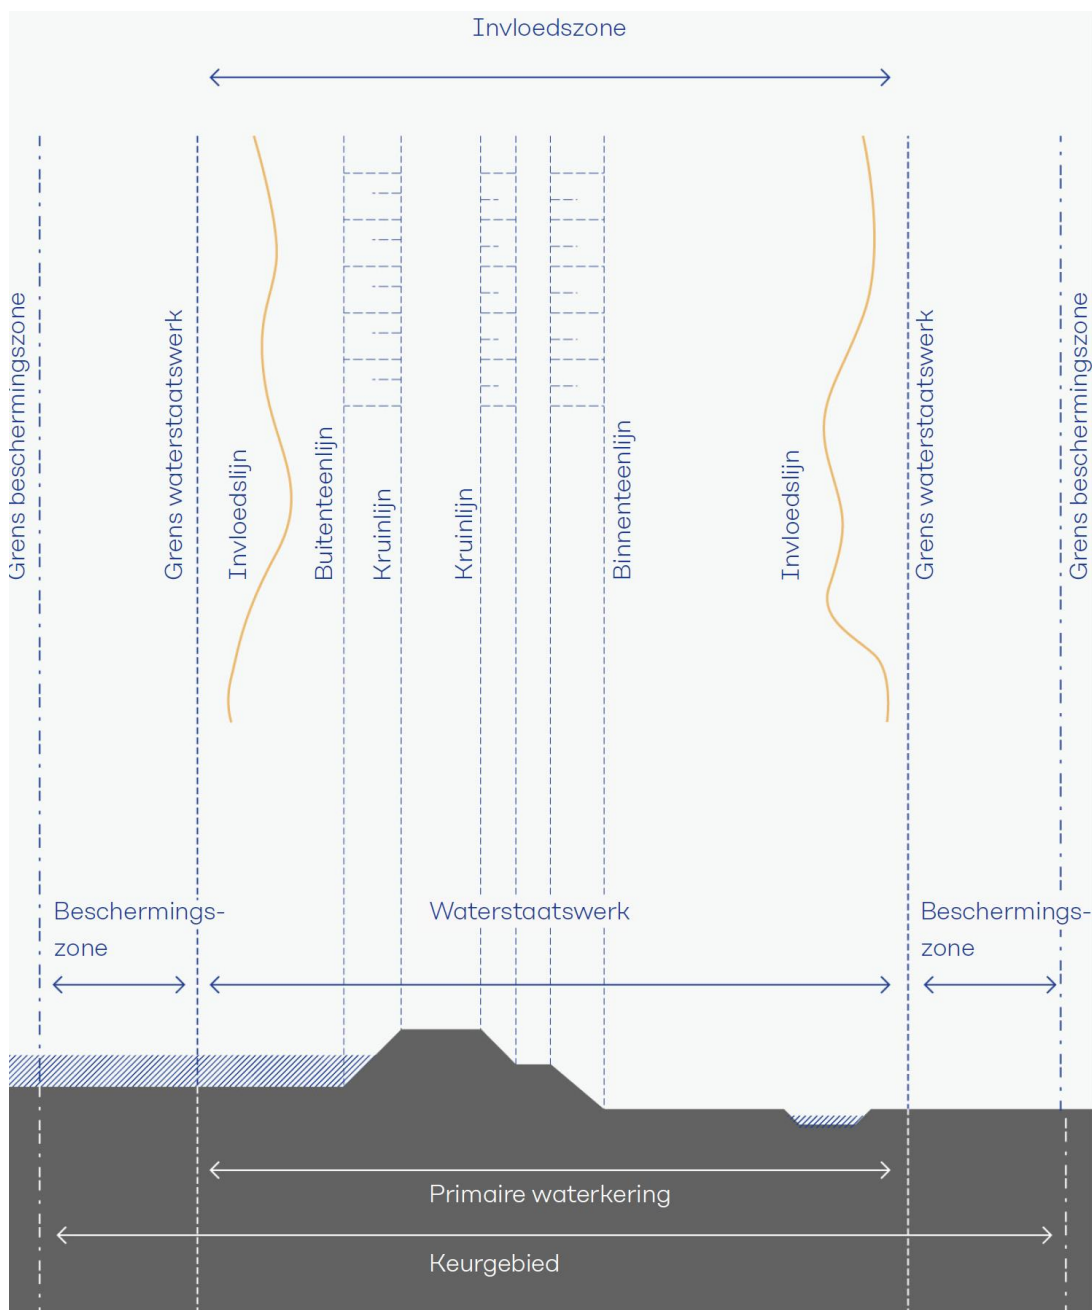 Invloedszone
Grens beschermingszone
Grens waterstaatswerk
Invloedslijn
Buitenteenlijn
Kruinlijn
Kruinlijn
Binnenteenlijn
Invloedslijn
Grens waterstaatswerk
Grens beschermingszone
Beschermings-
zone
Waterstaatswerk
Beschermings-
zone
Primaire waterkering
Keurgebied